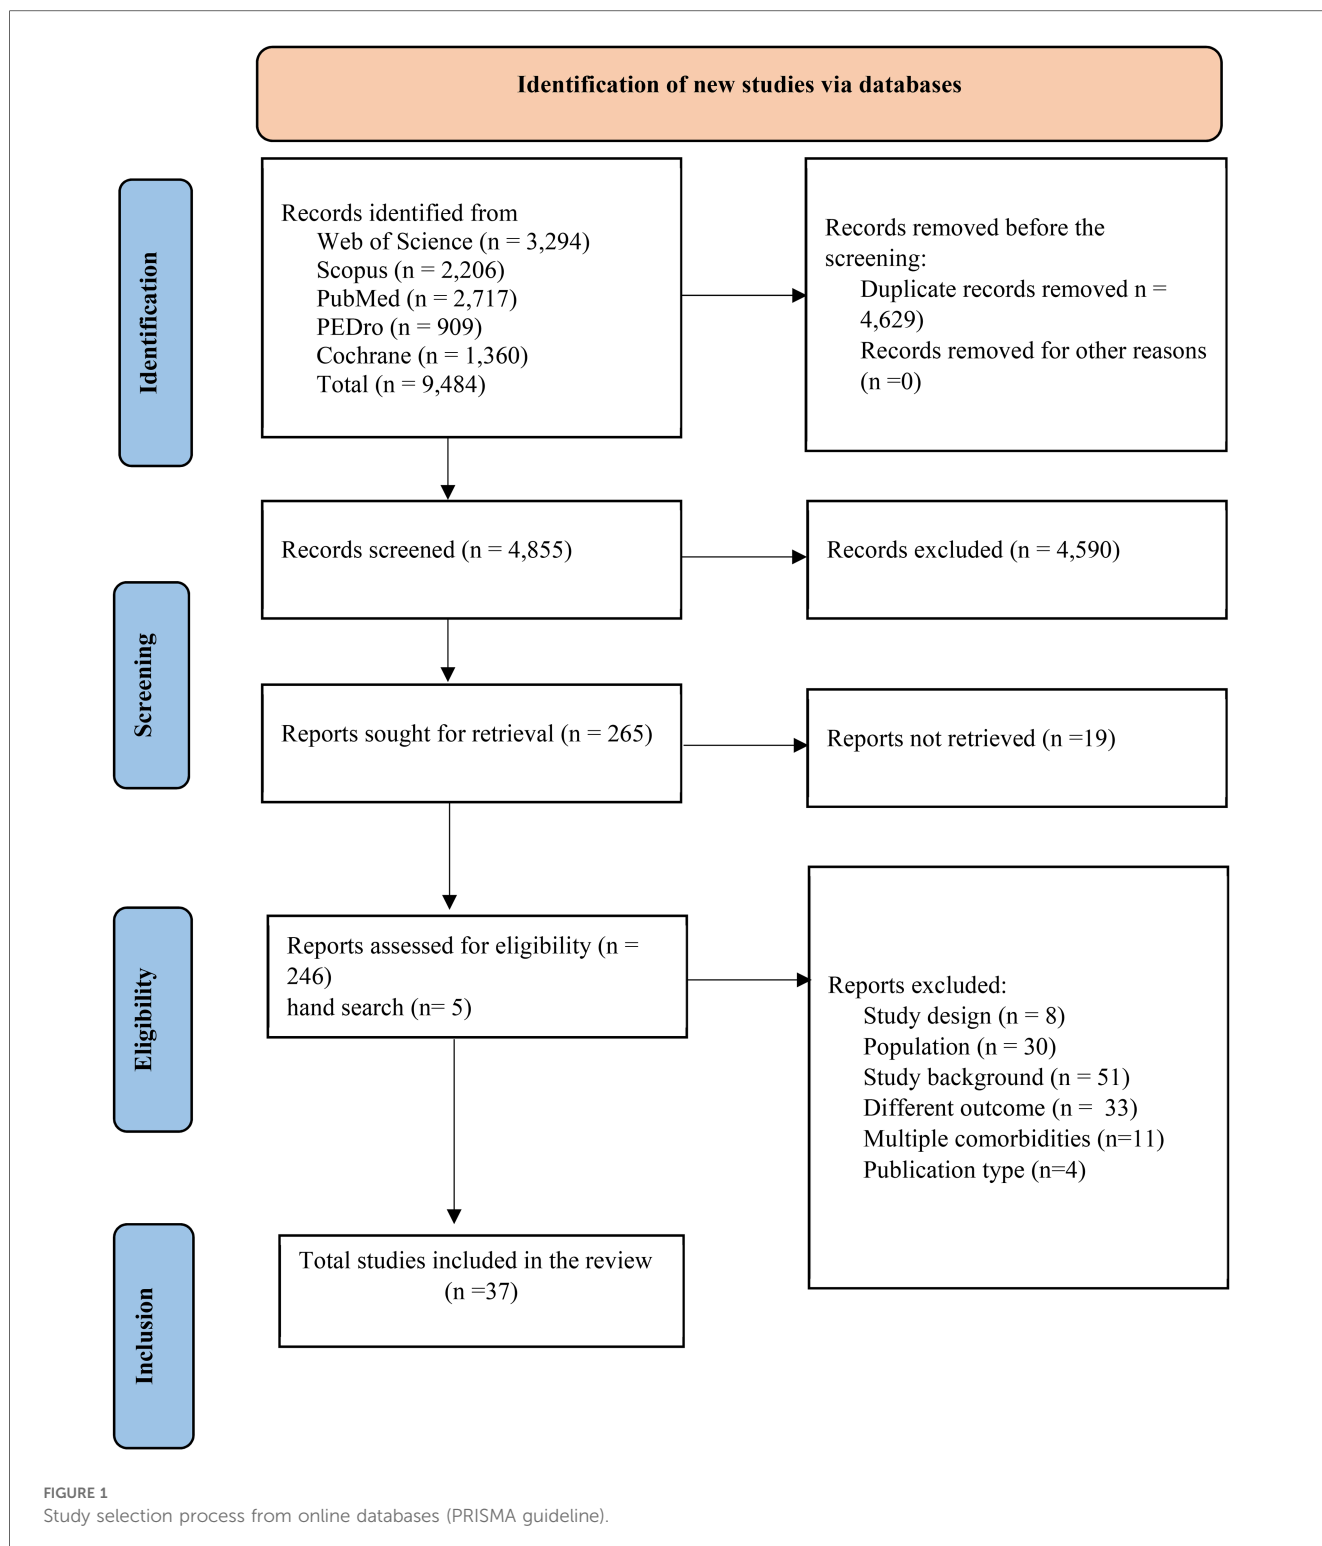 Identification of new studies via databases
Identification
Records identified from
Web of Science (n = 3,294)
Scopus (n = 2,206)
PubMed (n = 2,717)
PEDro (n = 909)
Cochrane (n = 1,360)
Total (n = 9,484)
Records removed before the
screening:
Duplicate records removed n =
4,629)
Records removed for other reasons
(n =0)
Screening
Records screened (n = 4,855)
Records excluded (n = 4,590)
Reports sought for retrieval (n = 265)
Reports not retrieved (n =19)
Eligibility
Reports assessed for eligibility (n =
246)
hand search (n= 5)
Reports excluded:
Study design (n = 8)
Population (n = 30)
Study background (n = 51)
Different outcome (n =  33)
Multiple comorbidities (n=11)
Publication type (n=4)
Inclusion
Total studies included in the review
(n =37)
FIGURE 1
Study selection process from online databases (PRISMA guideline).